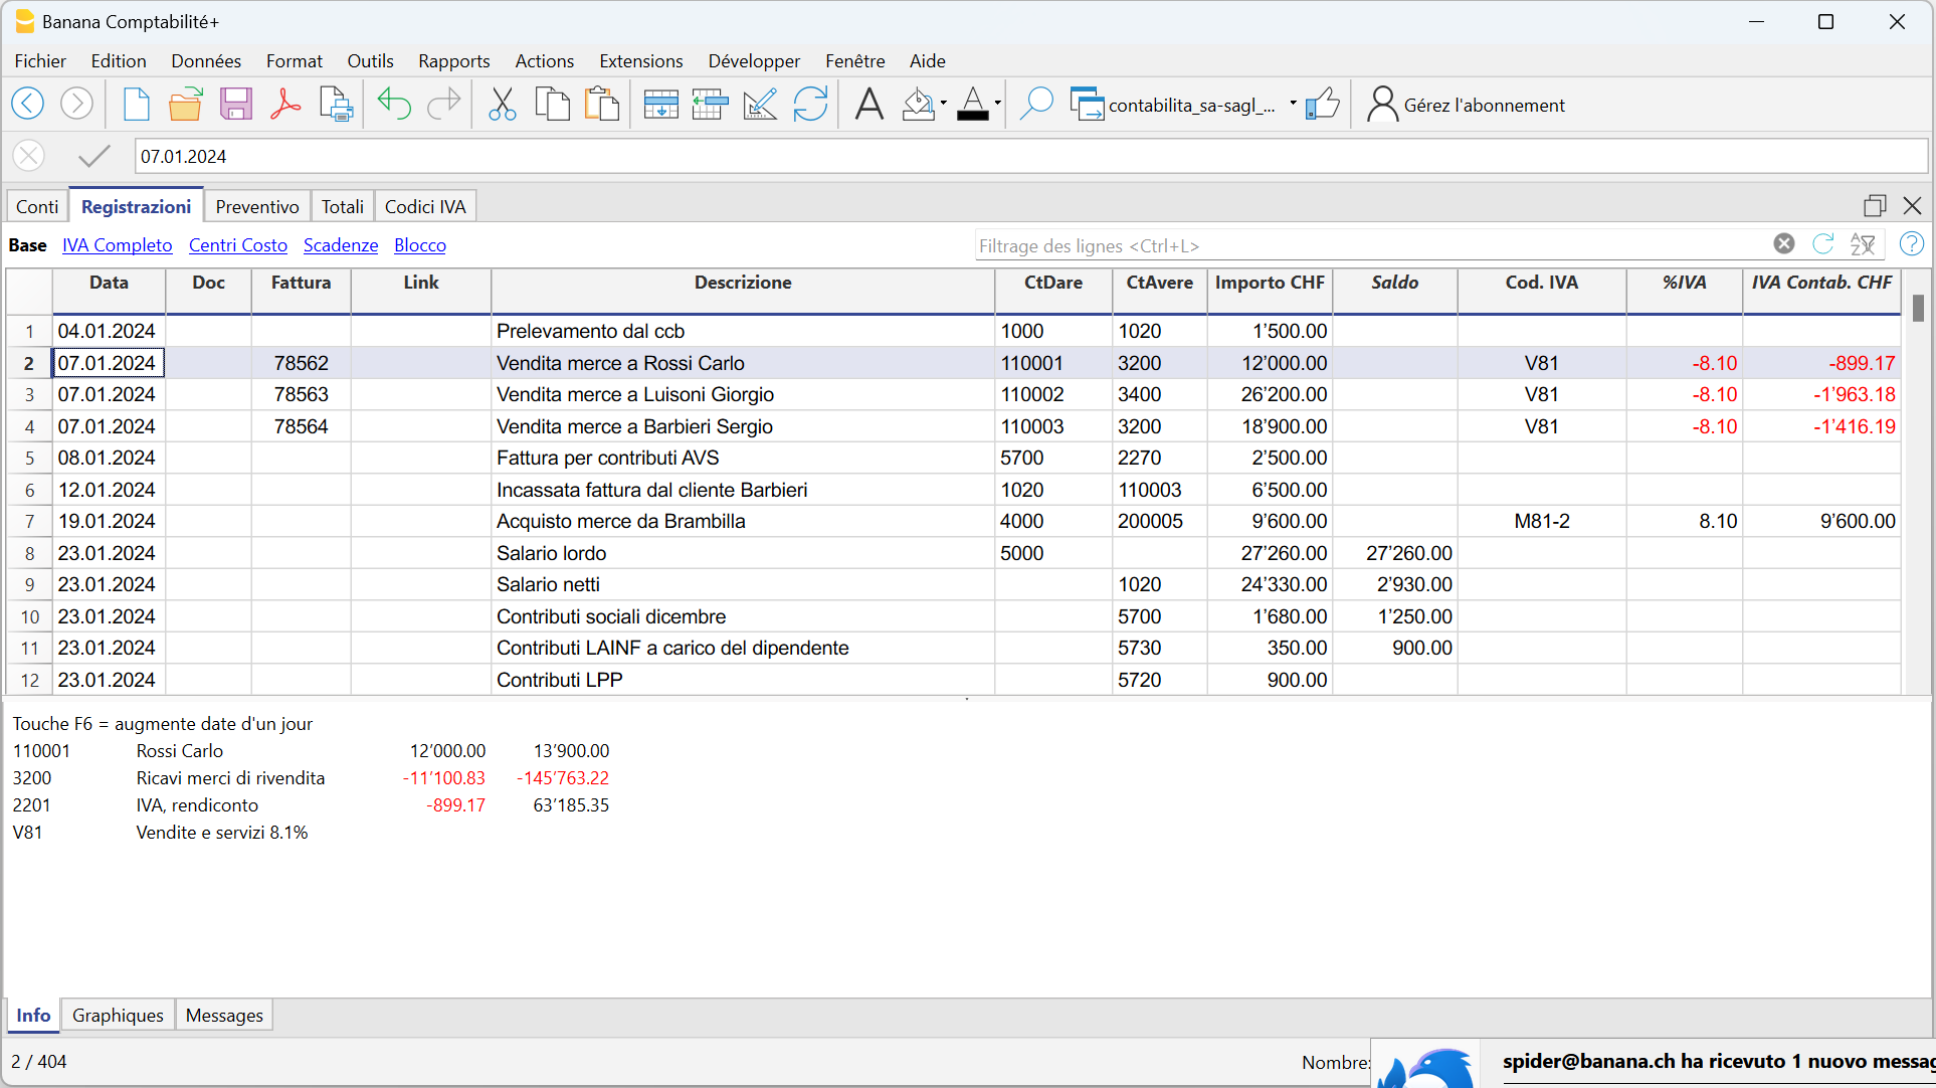 Banana Comptabilité+
Fichier Edition Données Format Outils Rapports Actions Extensions Développer Fenêtre Aide
contabilita_sa-sagl_... Gérez l'abonnement
07.01.2024
Conti Registrazioni Preventivo Totali Codici IVA
Base IVA Completo Centri Costo Scadenze Blocco Filtrage des lignes <Ctrl+L>
Data Doc Fattura Link Descrizione CtDare CtAvere Importo CHF Saldo Cod. IVA %IVA IVA Contab. CHF
1 04.01.2024 Prelevamento dal ccb 1000 1020 1'500.00
2 07.01.2024 78562 Vendita merce a Rossi Carlo 110001 3200 12'000.00 V81 -8.10 -899.17
3 07.01.2024 78563 Vendita merce a Luisoni Giorgio 110002 3400 26'200.00 V81 -8.10 -1'963.18
4 07.01.2024 78564 Vendita merce a Barbieri Sergio 110003 3200 18'900.00 V81 -8.10 -1'416.19
5 08.01.2024 Fattura per contributi AVS 5700 2270 2'500.00
6 12.01.2024 Incassata fattura dal cliente Barbieri 1020 110003 6'500.00
7 19.01.2024 Acquisto merce da Brambilla 4000 200005 9'600.00 M81-2 8.10 9'600.00
8 23.01.2024 Salario lordo 5000 27'260.00 27'260.00
9 23.01.2024 Salario netti 1020 24'330.00 2'930.00
10 23.01.2024 Contributi sociali dicembre 5700 1'680.00 1'250.00
11 23.01.2024 Contributi LAINF a carico del dipendente 5730 350.00 900.00
12 23.01.2024 Contributi LPP 5720 900.00
Touche F6 = augmente date d'un jour
110001 Rossi Carlo 12'000.00 13'900.00
3200 Ricavi merci di rivendita -11'100.83 -145'763.22
2201 IVA, rendiconto -899.17 63'185.35
V81 Vendite e servizi 8.1%
Info Graphiques Messages
2 / 404 Nombre: spider@banana.ch ha ricevuto 1 nuovo messag